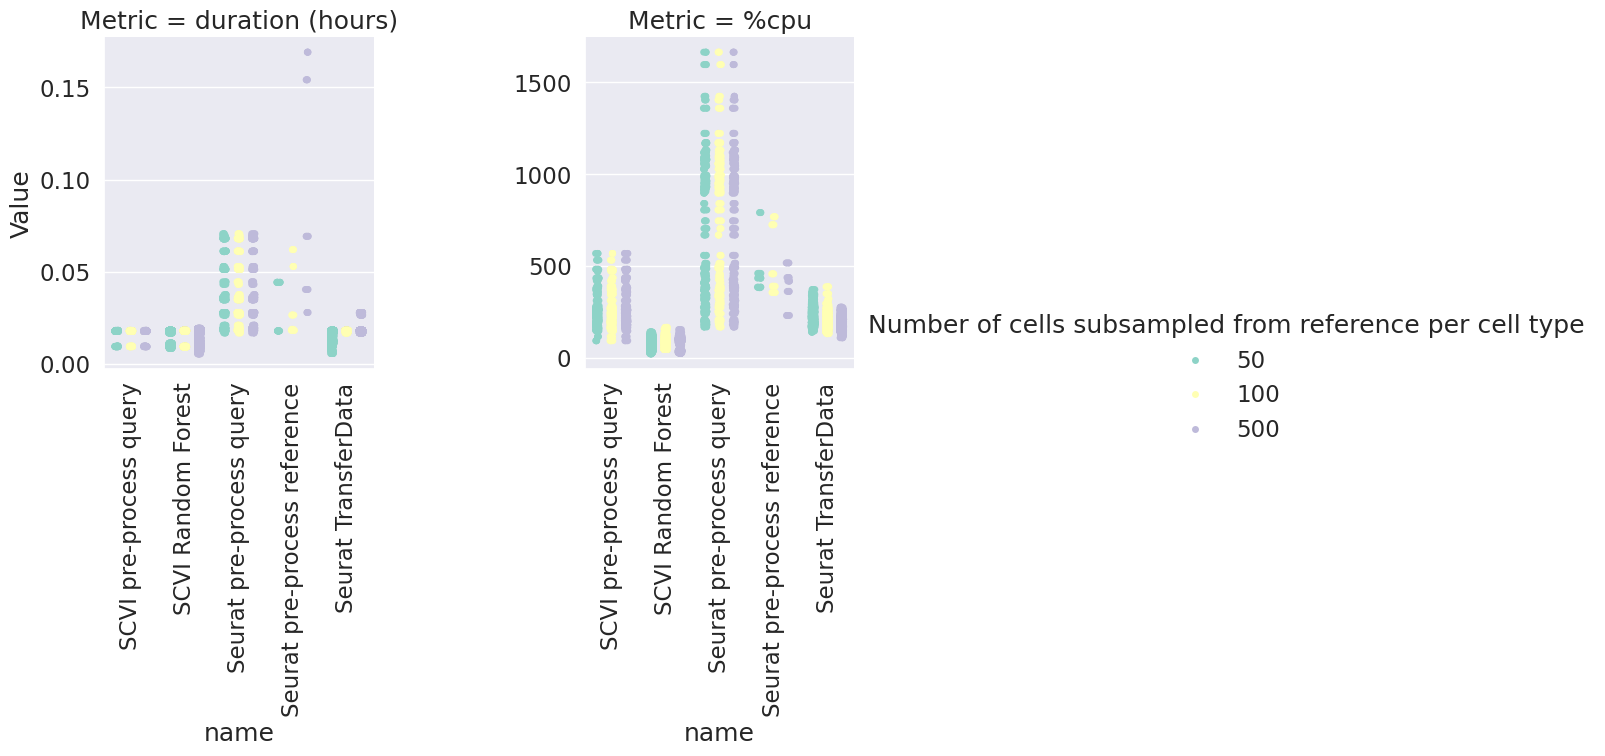 Metric = duration (hours)
Metric = %cpu
Value
0.15
0.10
0.05
0.00
1500
1000
500
0
SCVI pre-process query
SCVI Random Forest
Seurat pre-process query
Seurat pre-process reference
Seurat TransferData
name
SCVI pre-process query
SCVI Random Forest
Seurat pre-process query
Seurat pre-process reference
Seurat TransferData
name
Number of cells subsampled from reference per cell type
50
100
500